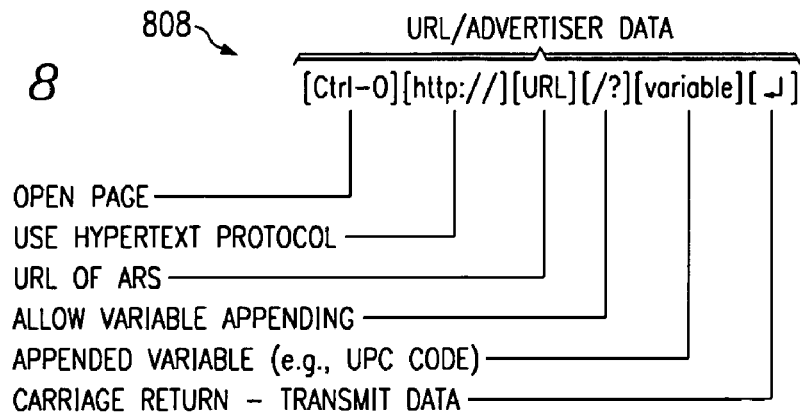 808
URL/ADVERTISER DATA
8
[Ctrl-O][http://][URL][/?][variable][↵]
OPEN PAGE
USE HYPERTEXT PROTOCOL
URL OF ARS
ALLOW VARIABLE APPENDING
APPENDED VARIABLE (e.g., UPC CODE)
CARRIAGE RETURN – TRANSMIT DATA